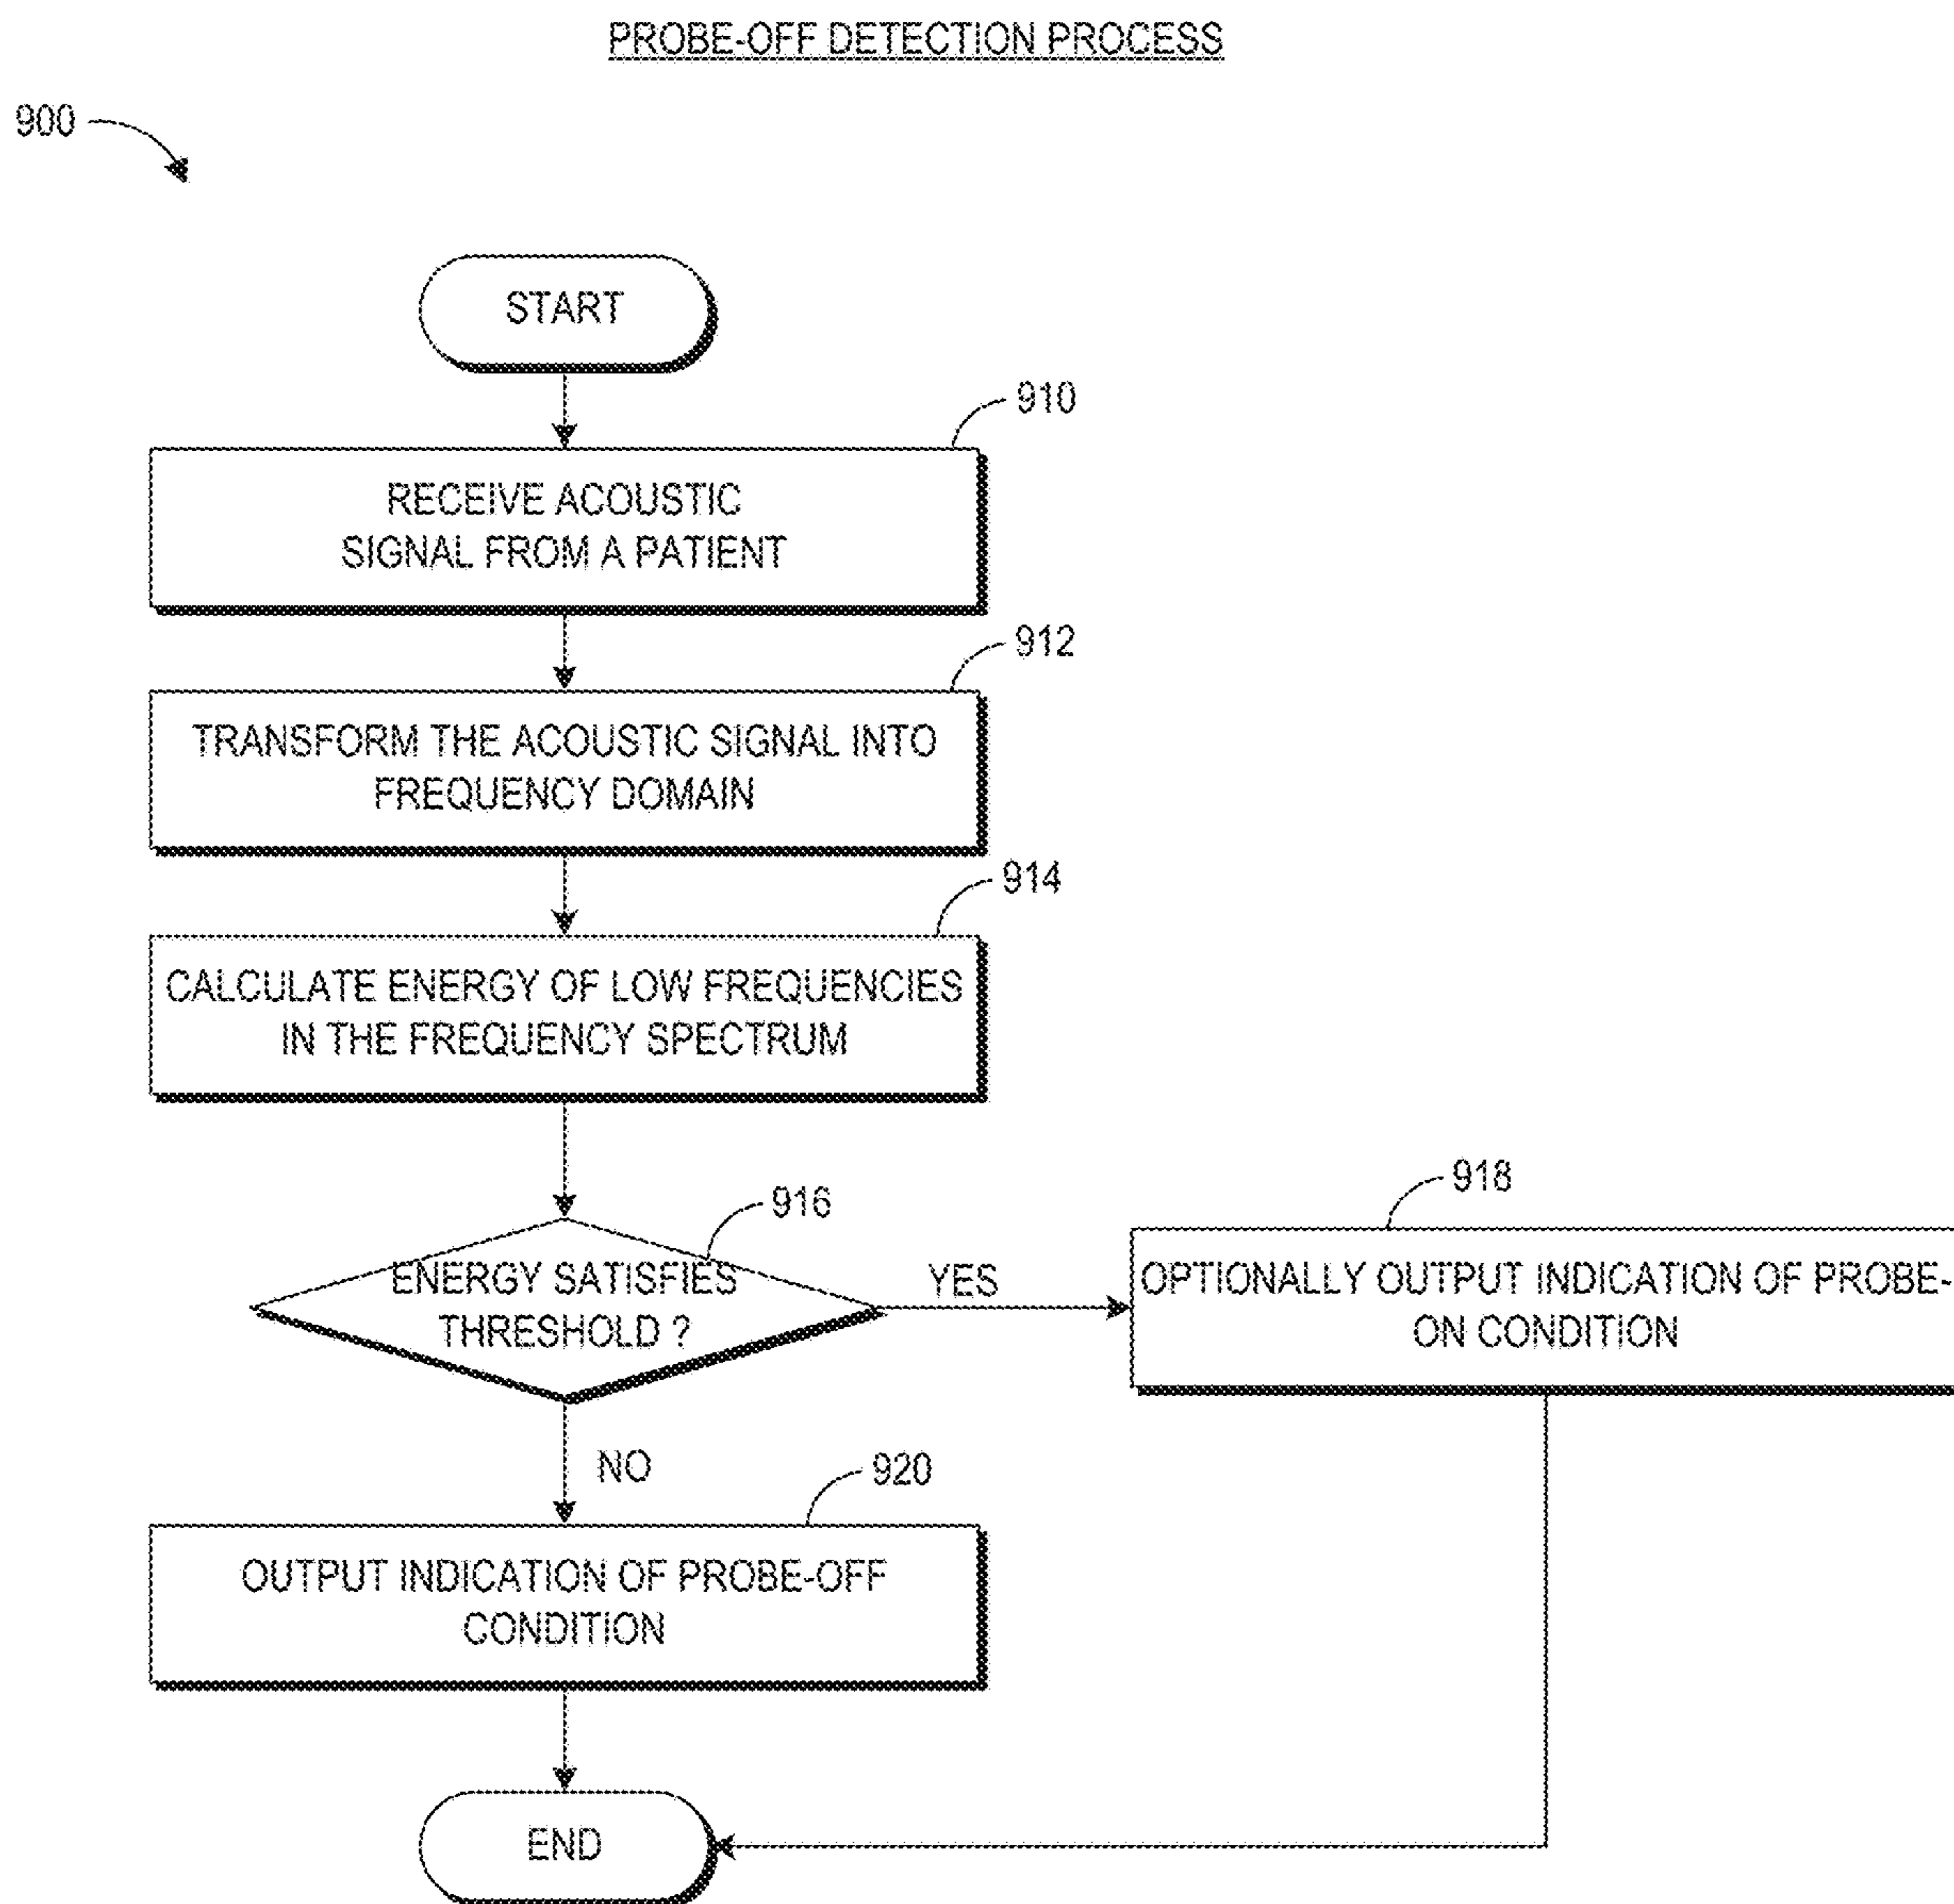 PROBE-OFF DETECTION PROCESS
900
START
910
RECEIVE ACOUSTIC
SIGNAL FROM A PATIENT
912
TRANSFORM THE ACOUSTIC SIGNAL INTO
FREQUENCY DOMAIN
914
CALCULATE ENERGY OF LOW FREQUENCIES
IN THE FREQUENCY SPECTRUM
916
ENERGY SATISFIES
THRESHOLD ?
YES
918
OPTIONALLY OUTPUT INDICATION OF PROBE-
ON CONDITION
NO
920
OUTPUT INDICATION OF PROBE-OFF
CONDITION
END